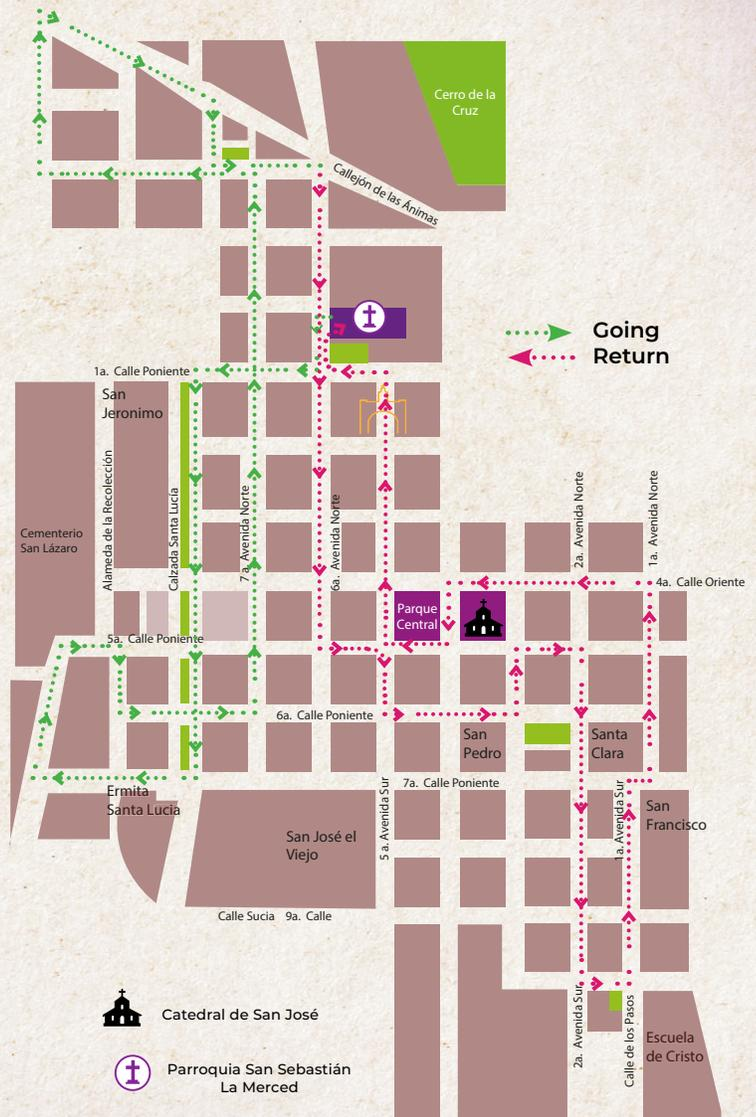 Cerro de la
Cruz
Callejón de las Ánimas
Going
Return
1a. Calle Poniente
San
Jeronimo
Alameda de la Recolección
Calzada Santa Lucía
7 a. Avenida Norte
6a. Avenida Norte
2a. Avenida Norte
1a. Avenida Norte
Cementerio
San Lázaro
4a. Calle Oriente
Parque
Central
5a. Calle Poniente
6a. Calle Poniente
San
Pedro
Santa
Clara
7a. Calle Poniente
Ermita
Santa Lucia
5 a. Avenida Sur
1a. Avenida Sur
San
Francisco
San José el
Viejo
Calle Sucia 9a. Calle
2a. Avenida Sur
Calle de los Pasos
Escuela
de Cristo
Catedral de San José
Parroquia San Sebastián
La Merced